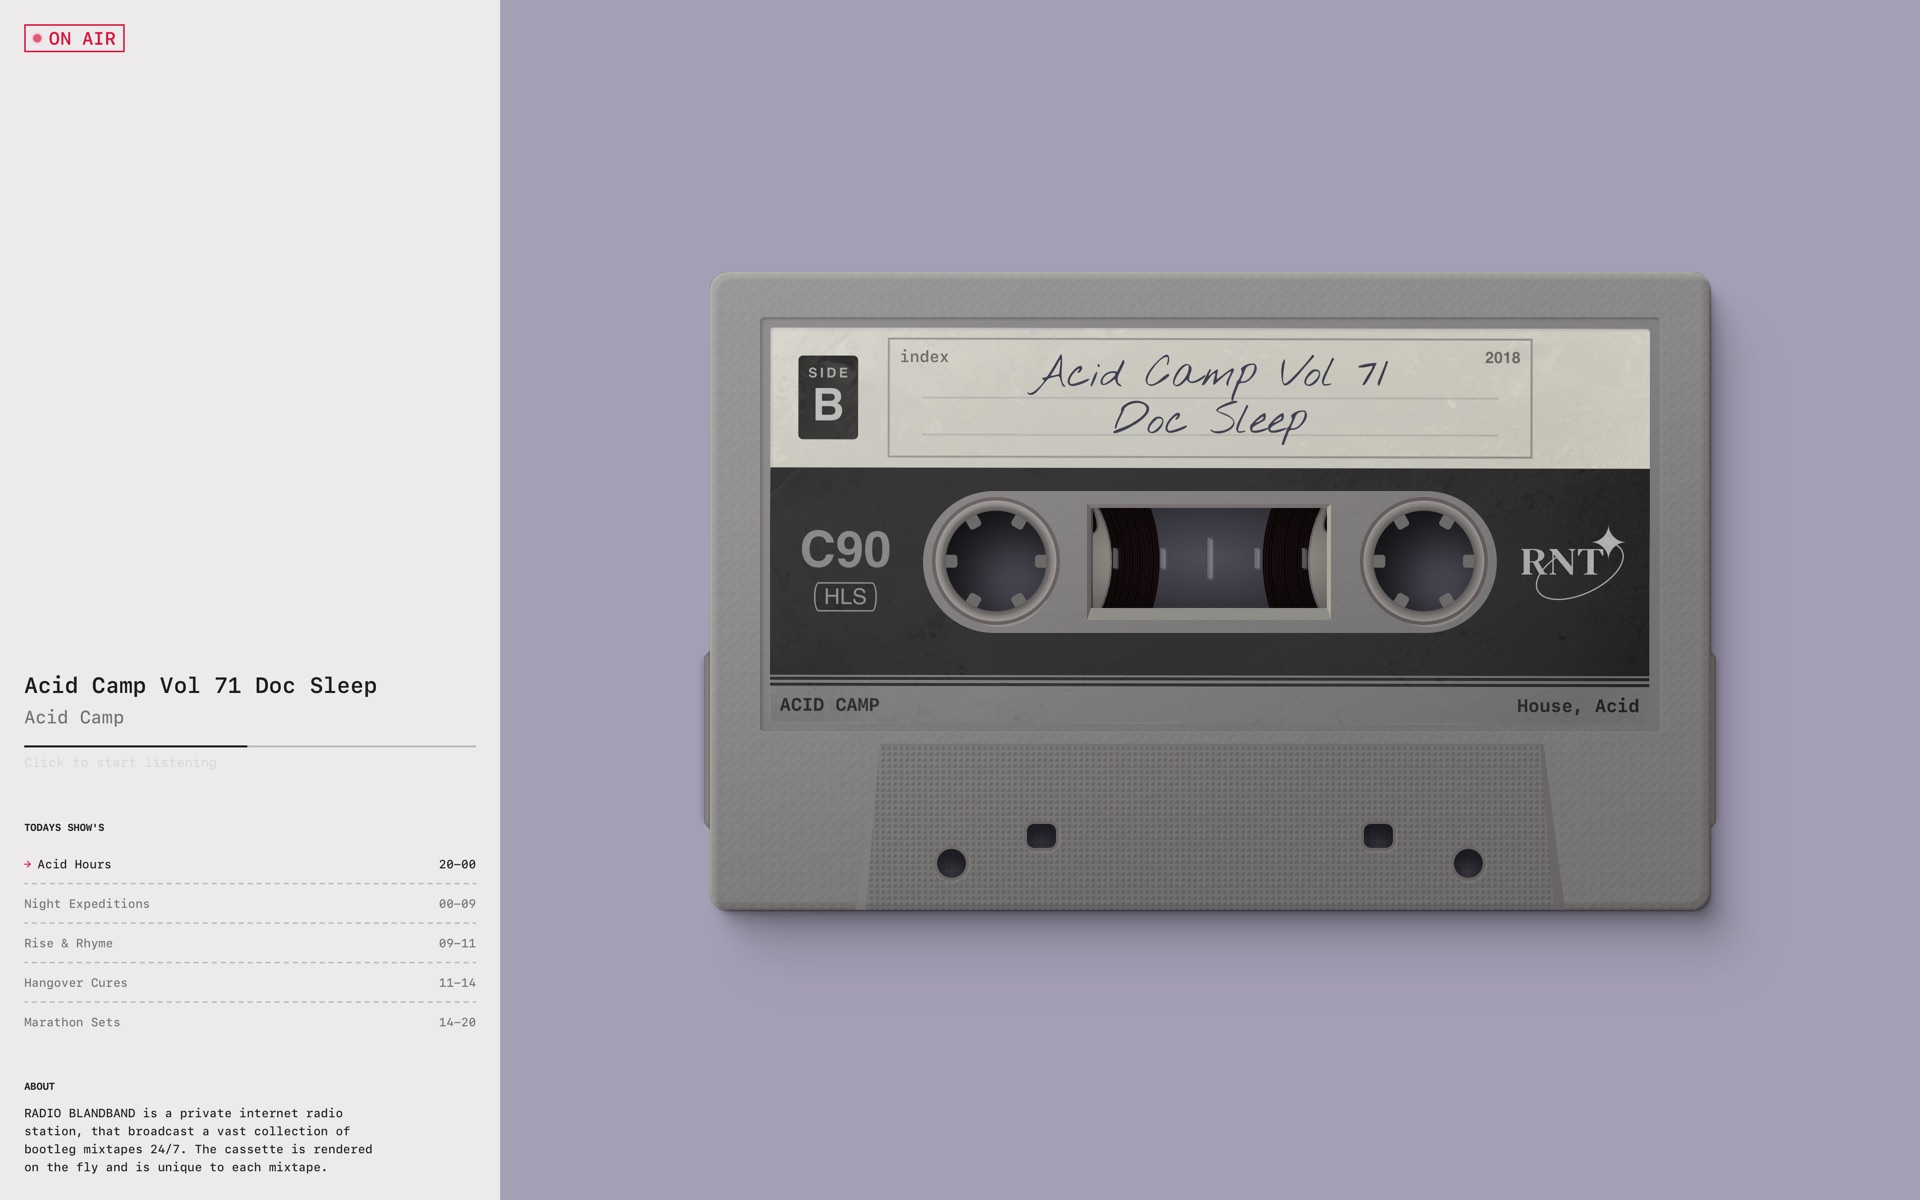 ON AIR
Acid Camp Vol 71 Doc Sleep
Acid Camp
Click to start listening
TODAYS SHOW'S
→ Acid Hours 20—00
Night Expeditions 00—09
Rise & Rhyme 09—11
Hangover Cures 11—14
Marathon Sets 14—20
ABOUT
RADIO BLANDBAND is a private internet radio
station, that broadcast a vast collection of
bootleg mixtapes 24/7. The cassette is rendered
on the fly and is unique to each mixtape.
SIDE
B
index
2018
Acid Camp Vol 71
Doc Sleep
C90
HLS
RNT
ACID CAMP
House, Acid